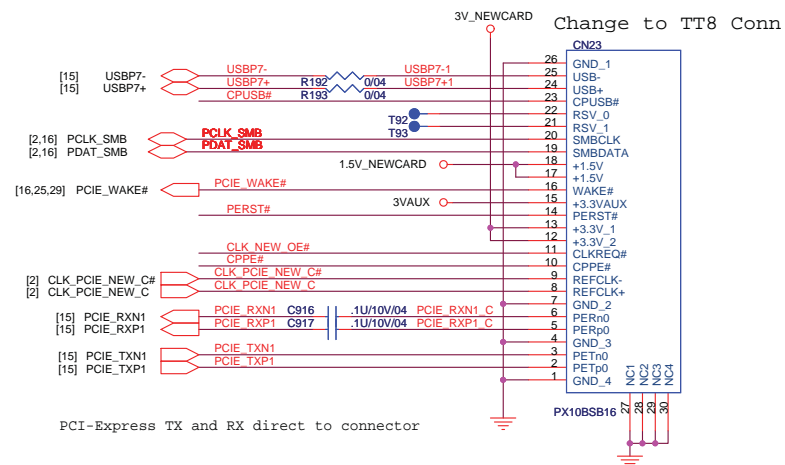 3V_NEWCARD
Change to TT8 Conn
CN23
26 GND_1
[15] USBP7- USBP7- USBP7-1 25 USB-
[15] USBP7+ USBP7+ R192 0/04 USBP7+1 24 USB+
CPUSB# R193 0/04 23 CPUSB#
T92 22 RSV_0
T93 21 RSV_1
[2,16] PCLK_SMB PCLK_SMB 20 SMBCLK
[2,16] PDAT_SMB PDAT_SMB 19 SMBDATA
1.5V_NEWCARD 18 +1.5V
17 +1.5V
[16,25,29] PCIE_WAKE# PCIE_WAKE# 16 WAKE#
3VAUX 15 +3.3VAUX
PERST# 14 PERST#
13 +3.3V_1
12 +3.3V_2
CLK_NEW_OE# 11 CLKREQ#
CPPE# 10 CPPE#
[2] CLK_PCIE_NEW_C# CLK_PCIE_NEW_C# 9 REFCLK-
[2] CLK_PCIE_NEW_C CLK_PCIE_NEW_C 8 REFCLK+
7 GND_2
[15] PCIE_RXN1 PCIE_RXN1 C916 .1U/10V/04 PCIE_RXN1_C 6 PERn0
[15] PCIE_RXP1 PCIE_RXP1 C917 .1U/10V/04 PCIE_RXP1_C 5 PERp0
4 GND_3
[15] PCIE_TXN1 PCIE_TXN1 3 PETn0
[15] PCIE_TXP1 PCIE_TXP1 2 PETp0
1 GND_4
NC1 NC2 NC3 NC4
PX10BSB16
27 28 29 30
PCI-Express TX and RX direct to connector